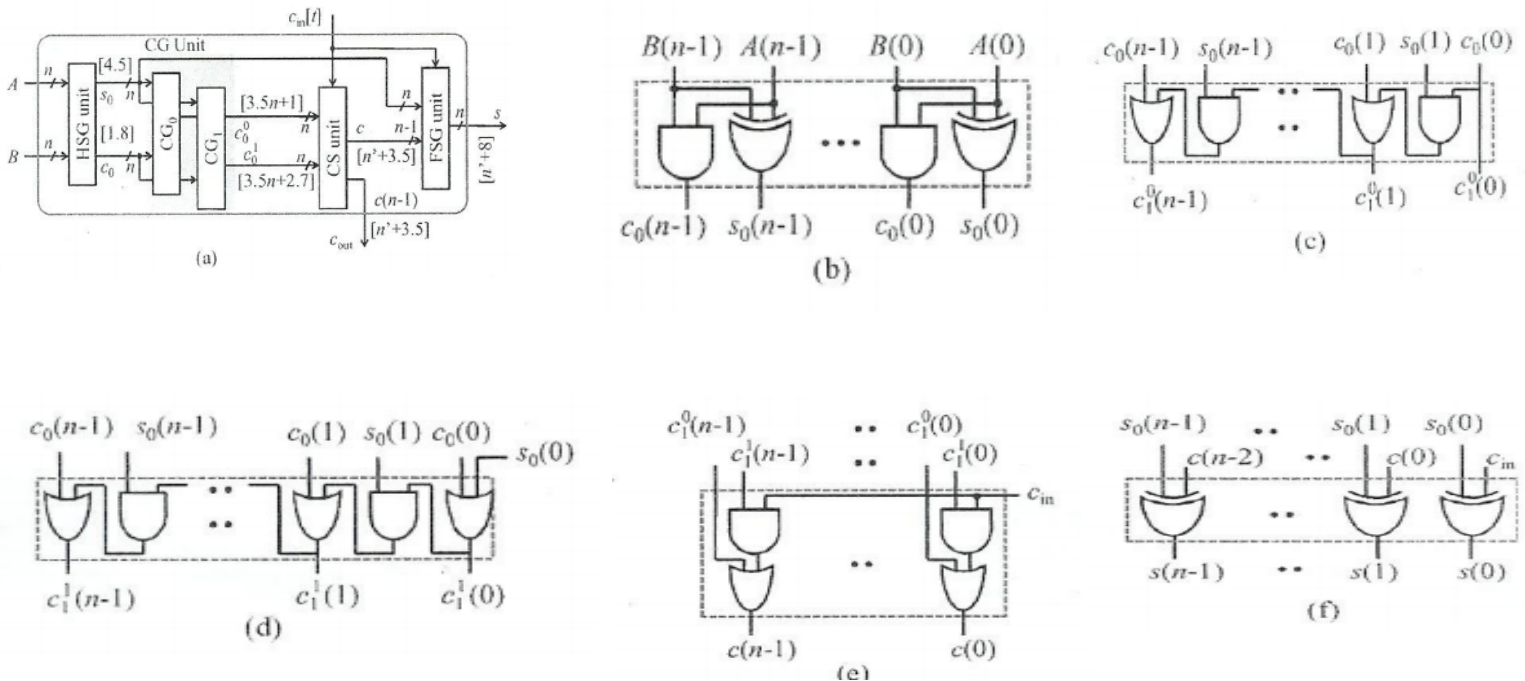 c_in[t]
CG Unit
A n [4.5] s_0 n
HSG unit
CG_0
CG_1
[3.5n+1] n
c_0^0
c_0^1
n
[3.5n+2.7]
CS unit
n
c n-1
[n'+3.5]
FSG unit
n s
[n'+8]
B n [1.8] c_0 n
c(n-1)
[n'+3.5]
c_out
(a)
B(n-1) A(n-1) B(0) A(0)
c_0(n-1) s_0(n-1) c_0(0) s_0(0)
(b)
c_0(n-1) s_0(n-1) c_0(1) s_0(1) c_0(0)
c_1^0(n-1) c_1^0(1) c_1^0(0)
(c)
c_0(n-1) s_0(n-1) c_0(1) s_0(1) c_0(0)
s_0(0)
c_1^1(n-1) c_1^1(1) c_1^1(0)
(d)
c_1^0(n-1) c_1^0(0)
c_1^1(n-1) c_1^1(0)
c_in
c(n-1) c(0)
(e)
s_0(n-1) s_0(1) s_0(0)
c(n-2) c(0) c_in
s(n-1) s(1) s(0)
(f)